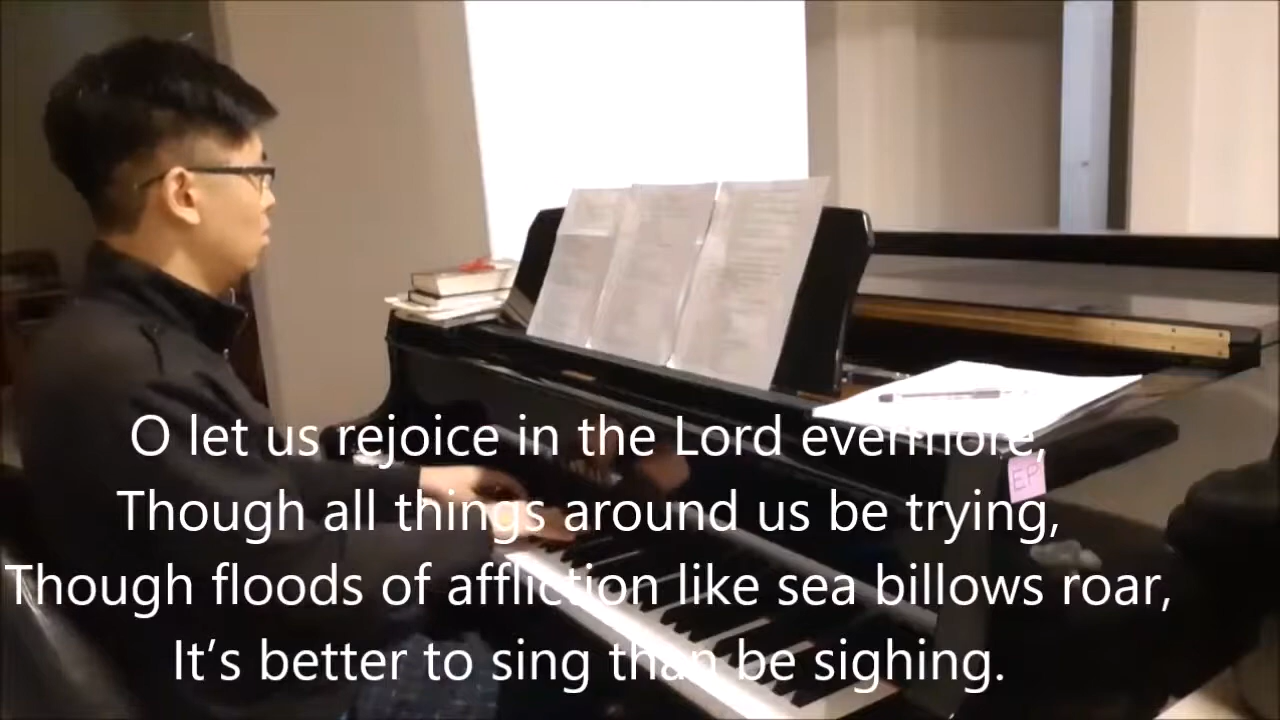 O let us rejoice in the Lord evermore,
EP
Though all things around us be trying,
Though floods of affliction like sea billows roar,
It’s better to sing than be sighing.